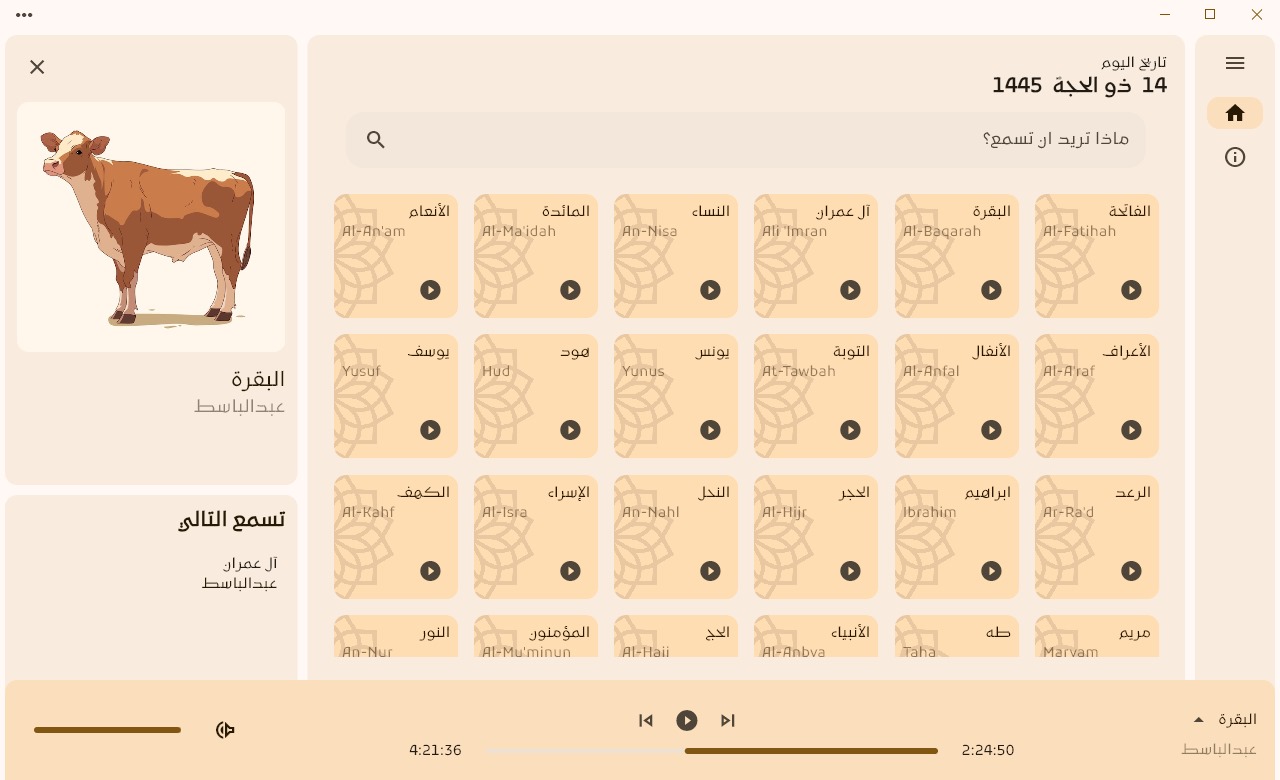 تاريخ اليوم
14 ذو الحجة 1445
ماذا تريد ان تسمع؟
الفاتحة
Al-Fatihah
البقرة
Al-Baqarah
آل عمران
Ali 'Imran
النساء
An-Nisa
المائدة
Al-Ma'idah
الأنعام
Al-An'am
الأعراف
Al-A'raf
الأنفال
Al-Anfal
التوبة
At-Tawbah
يونس
Yunus
هود
Hud
يوسف
Yusuf
الرعد
Ar-Ra'd
ابراهيم
Ibrahim
الحجر
Al-Hijr
النحل
An-Nahl
الإسراء
Al-Isra
الكهف
Al-Kahf
مريم
Maryam
طه
Taha
الأنبياء
Al-Anbya
الحج
Al-Hajj
المؤمنون
Al-Mu'minun
النور
An-Nur
البقرة
عبدالباسط
تسمع التالي
آل عمران
عبدالباسط
البقرة
عبدالباسط
2:24:50
4:21:36